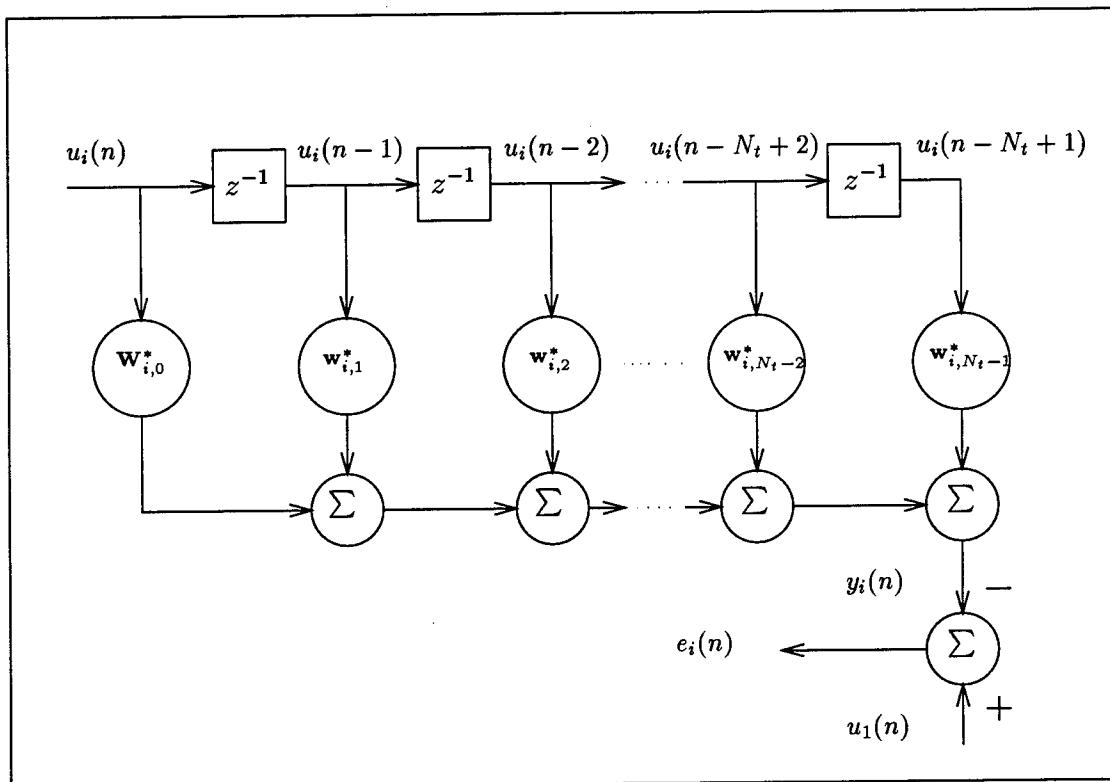 u_i(n) u_i(n − 1) u_i(n − 2) u_i(n − N_t + 2) u_i(n − N_t + 1)
z^{−1} z^{−1} ···· z^{−1}
W^*_{i,0} w^*_{i,1} w^*_{i,2} ······ w^*_{i,N_t−2} w^*_{i,N_t−1}
Σ Σ ···· Σ Σ
y_i(n) −
e_i(n) Σ
u_1(n) +